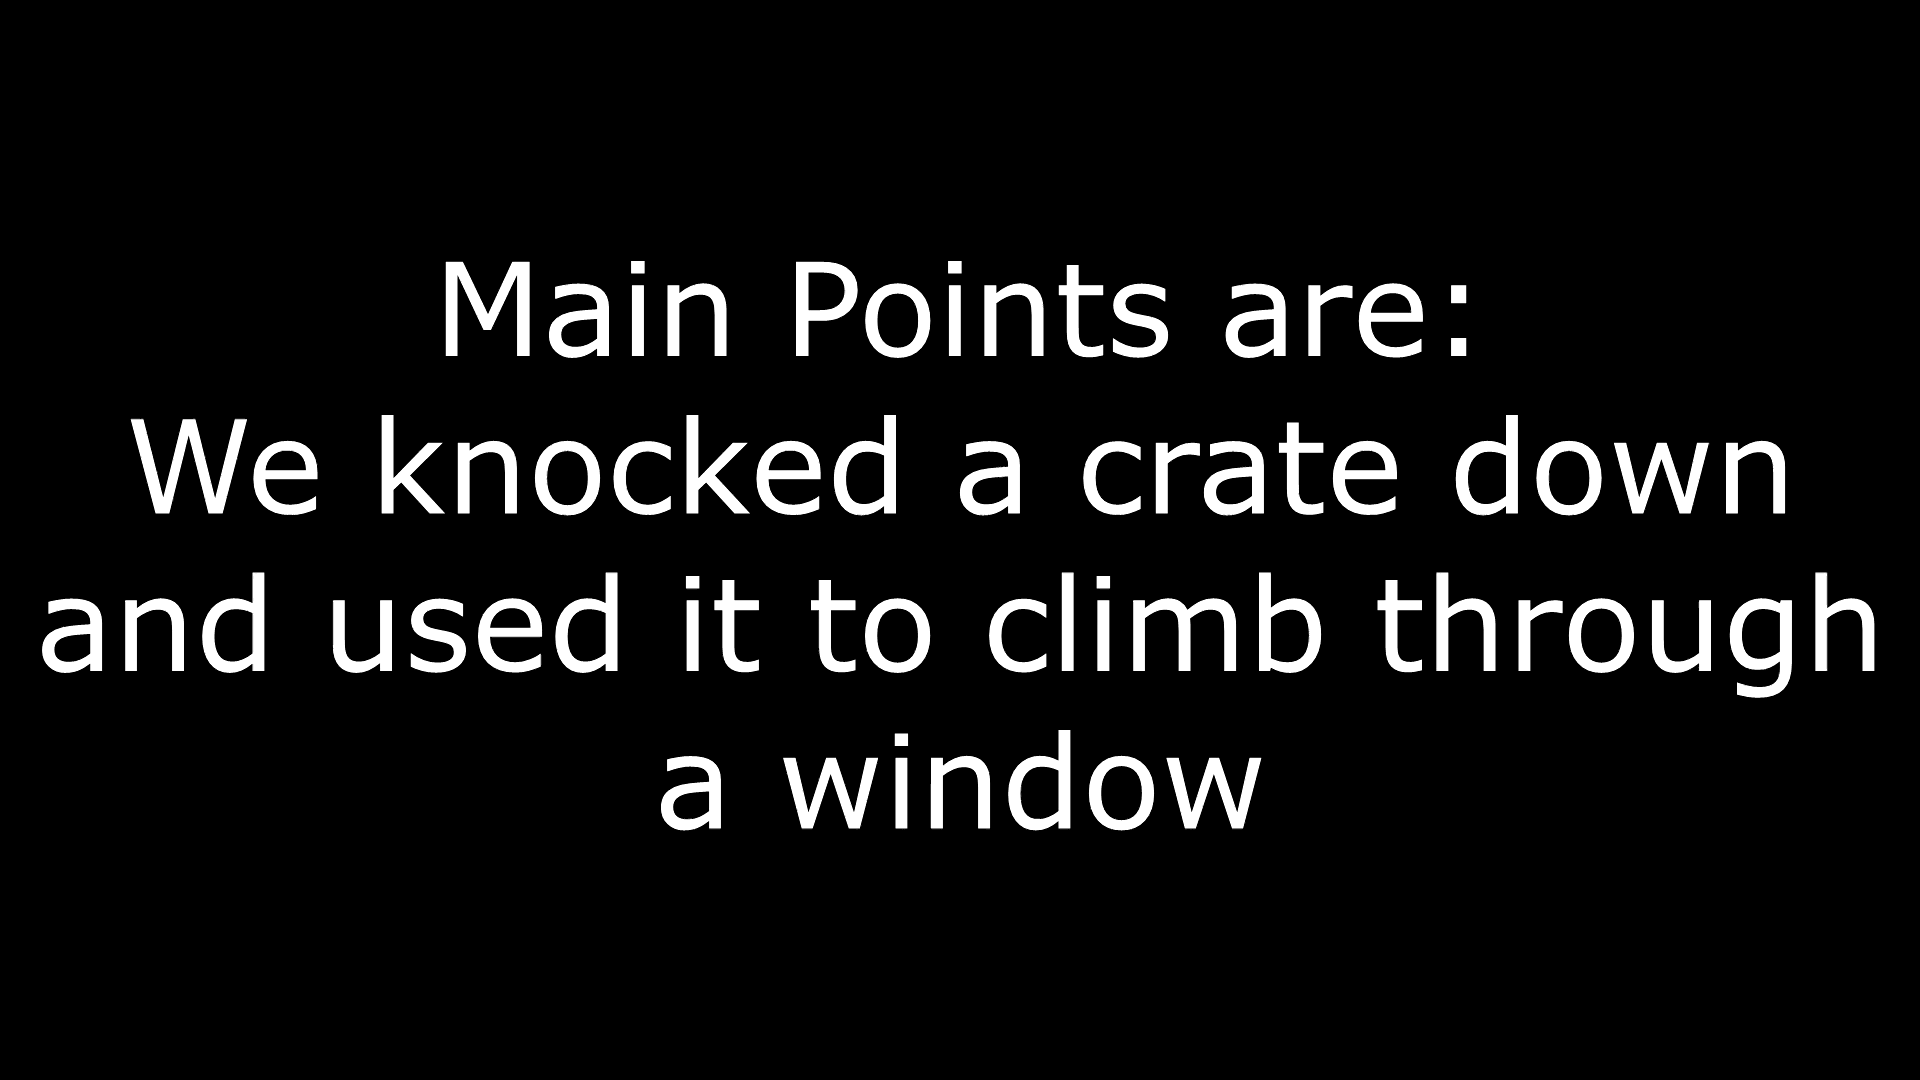 Main Points are:
We knocked a crate down
and used it to climb through
a window